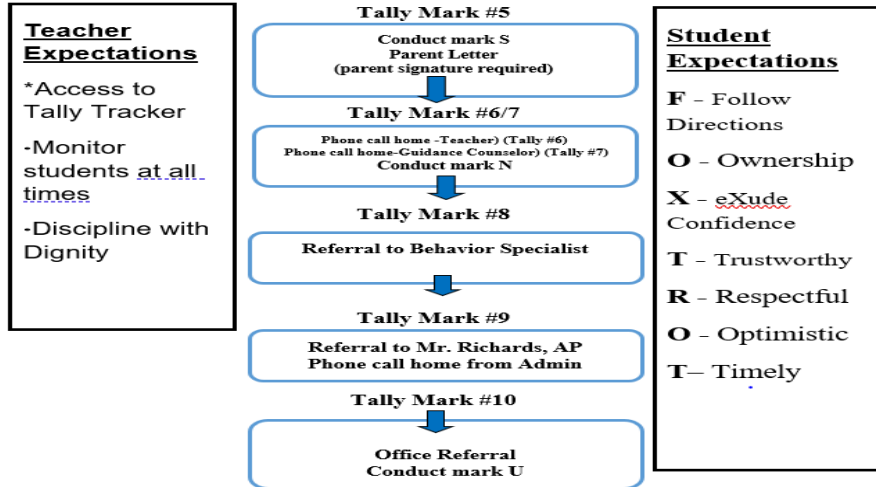 Teacher
Expectations
*Access to
Tally Tracker
-Monitor
students at all
times
-Discipline with
Dignity
Tally Mark #5
Conduct mark S
Parent Letter
(parent signature required)
Tally Mark #6/7
Phone call home -Teacher) (Tally #6)
Phone call home-Guidance Counselor) (Tally #7)
Conduct mark N
Tally Mark #8
Referral to Behavior Specialist
Tally Mark #9
Referral to Mr. Richards, AP
Phone call home from Admin
Tally Mark #10
Office Referral
Conduct mark U
Student
Expectations
F - Follow
Directions
O - Ownership
X - eXude
Confidence
T - Trustworthy
R - Respectful
O - Optimistic
T– Timely